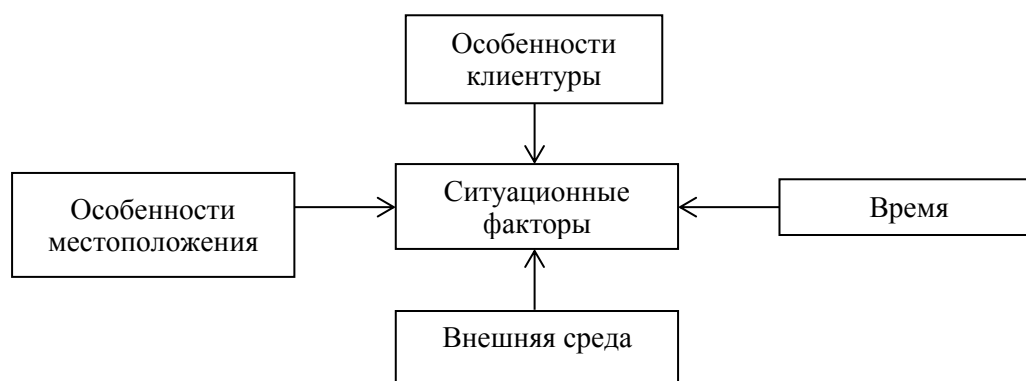 Особенности
клиентуры
Особенности
местоположения
Ситуационные
факторы
Время
Внешняя среда